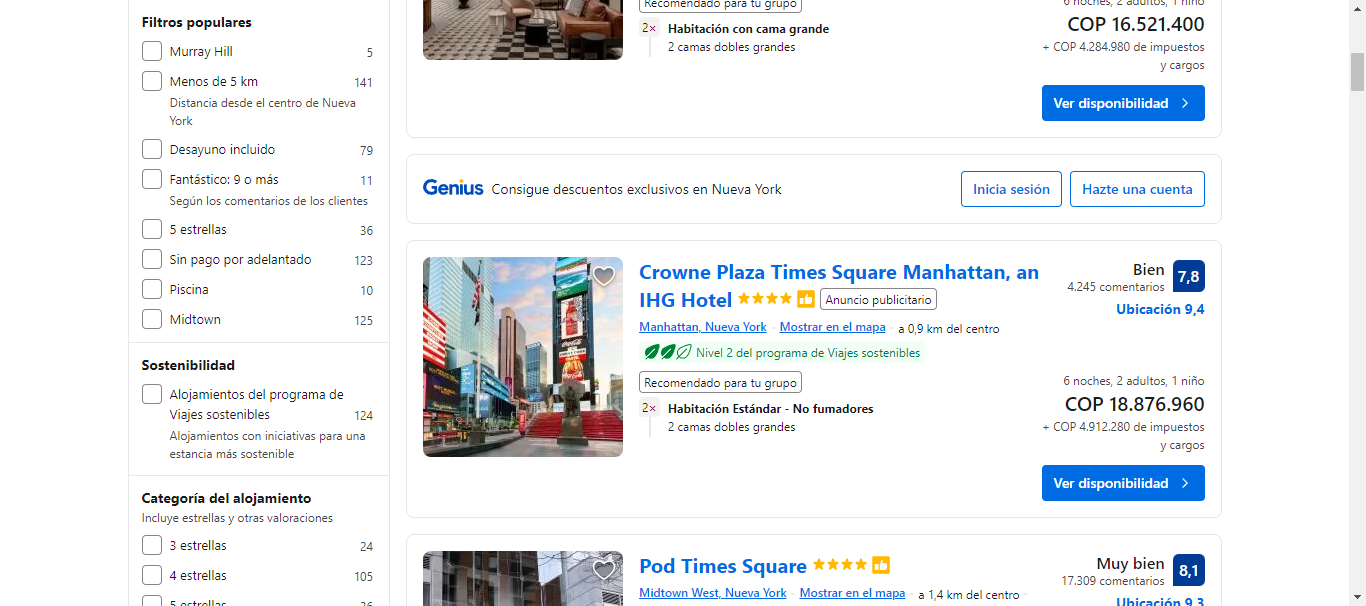 Filtros populares
Murray Hill 5
Menos de 5 km 141
Distancia desde el centro de Nueva
York
Desayuno incluido 79
Fantástico: 9 o más 11
Según los comentarios de los clientes
5 estrellas 36
Sin pago por adelantado 123
Piscina 10
Midtown 125
Sostenibilidad
Alojamientos del programa de
Viajes sostenibles 124
Alojamientos con iniciativas para una
estancia más sostenible
Categoría del alojamiento
Incluye estrellas y otras valoraciones
3 estrellas 24
4 estrellas 105
5 estrellas 36
Recomendado para tu grupo
2× Habitación con cama grande
2 camas dobles grandes
6 noches, 2 adultos, 1 niño
COP 16.521.400
+ COP 4.284.980 de impuestos
y cargos
Ver disponibilidad
Genius Consigue descuentos exclusivos en Nueva York
Inicia sesión
Hazte una cuenta
Crowne Plaza Times Square Manhattan, an
IHG Hotel Anuncio publicitario
Manhattan, Nueva York Mostrar en el mapa a 0,9 km del centro
Nivel 2 del programa de Viajes sostenibles
Bien 7,8
4.245 comentarios
Ubicación 9,4
Recomendado para tu grupo
2× Habitación Estándar - No fumadores
2 camas dobles grandes
6 noches, 2 adultos, 1 niño
COP 18.876.960
+ COP 4.912.280 de impuestos
y cargos
Ver disponibilidad
Pod Times Square
Midtown West, Nueva York Mostrar en el mapa a 1,4 km del centro
Muy bien 8,1
17.309 comentarios
Ubicación 9,3